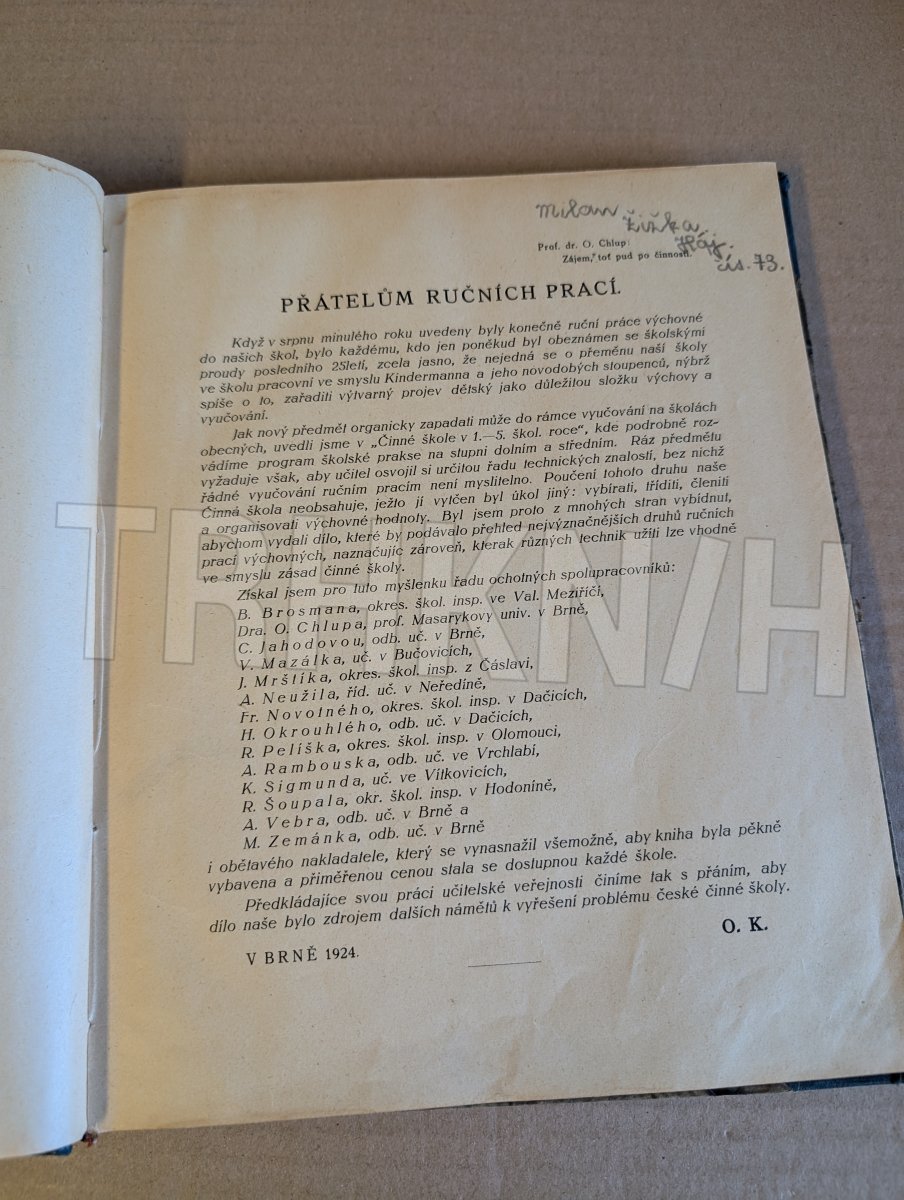 Milan
Žižka
Prof. dr. O. Chlup:
Háj.
Zájem, toť pud po činnosti.
čís. 73.
PŘÁTELŮM RUČNÍCH PRACÍ.
Když v srpnu minulého roku uvedeny byly konečně ruční práce výchovné
do našich škol, bylo každému, kdo jen poněkud byl obeznámen se školskými
proudy posledního 25letí, zcela jasno, že nejedná se o přeměnu naší školy
ve školu pracovní ve smyslu Kindermanna a jeho novodobých stoupenců, nýbrž
spíše o to, zařaditi výtvarný projev dětský jako důležitou složku výchovy a
vyučování.
Jak nový předmět organicky zapadati může do rámce vyučování na školách
obecných, uvedli jsme v „Činné škole v 1.—5. škol. roce“, kde podrobně roz-
vádíme program školské prakse na stupni dolním a středním. Ráz předmětu
vyžaduje však, aby učitel osvojil si určitou řadu technických znalostí, bez nichž
řádné vyučování ručním pracím není myslitelno. Poučení tohoto druhu naše
Činná škola neobsahuje, ježto jí vytčen byl úkol jiný: vybírati, tříditi, členiti
a organisovati výchovné hodnoty. Byl jsem proto z mnohých stran vybídnut,
abychom vydali dílo, které by podávalo přehled nejvýznačnějších druhů ručních
prací výchovných, naznačujíc zároveň, kterak různých technik užíti lze vhodně
ve smyslu zásad činné školy.
Získal jsem pro tuto myšlenku řadu ochotných spolupracovníků:
B. Brosmana, okres. škol. insp. ve Val. Meziříčí,
Dra. O. Chlupa, prof. Masarykovy univ. v Brně,
C. Jahodovou, odb. uč. v Brně,
V. Mazálka, uč. v Bučovicích,
J. Mrštíka, okres. škol. insp. z Čáslavi,
A. Neužila, říd. uč. v Neředíně,
Fr. Novotného, okres. škol. insp. v Dačicích,
H. Okrouhlého, odb. uč. v Dačicích,
R. Pelíška, okres. škol. insp. v Olomouci,
A. Rambouska, odb. uč. ve Vrchlabí,
K. Sigmunda, uč. ve Vítkovicích,
R. Šoupala, okr. škol. insp. v Hodoníně,
A. Vebra, odb. uč. v Brně a
M. Zemánka, odb. uč. v Brně
i obětavého nakladatele, který se vynasnažil všemožně, aby kniha byla pěkně
vybavena a přiměřenou cenou stala se dostupnou každé škole.
Předkládajíce svou práci učitelské veřejnosti činíme tak s přáním, aby
dílo naše bylo zdrojem dalších námětů k vyřešení problému české činné školy.
O. K.
V BRNĚ 1924.